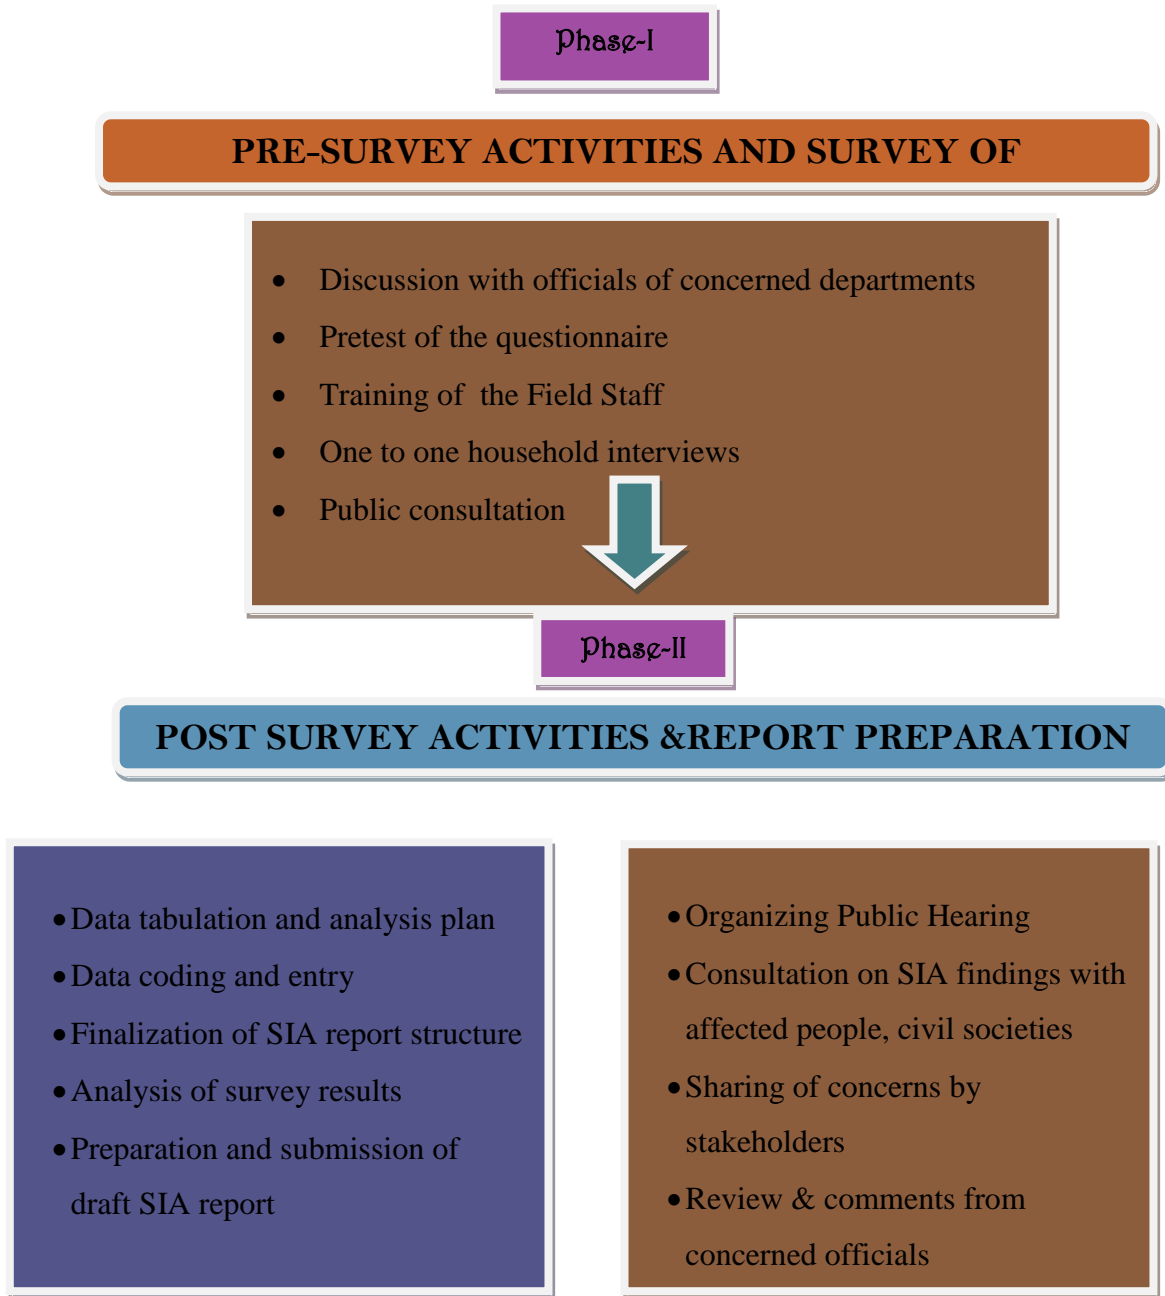 Phase-I
PRE-SURVEY ACTIVITIES AND SURVEY OF
• Discussion with officials of concerned departments
• Pretest of the questionnaire
• Training of the Field Staff
• One to one household interviews
• Public consultation
Phase-II
POST SURVEY ACTIVITIES &REPORT PREPARATION
•Data tabulation and analysis plan
•Data coding and entry
•Finalization of SIA report structure
•Analysis of survey results
•Preparation and submission of
draft SIA report
•Organizing Public Hearing
•Consultation on SIA findings with
affected people, civil societies
•Sharing of concerns by
stakeholders
•Review & comments from
concerned officials